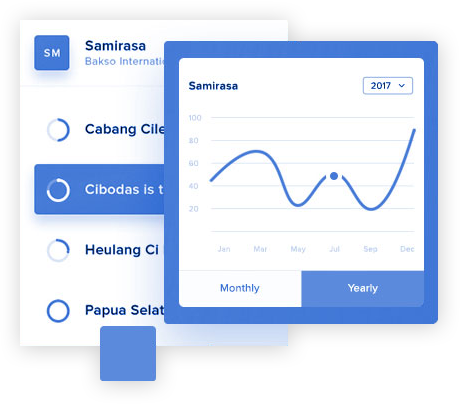 SM
Samirasa
Bakso Internatio
Cabang Cile
Cibodas is t
Heulang Ci
Papua Selat
Samirasa
2017
100
80
60
40
20
Jan Mar May Jul Sep Dec
Monthly Yearly